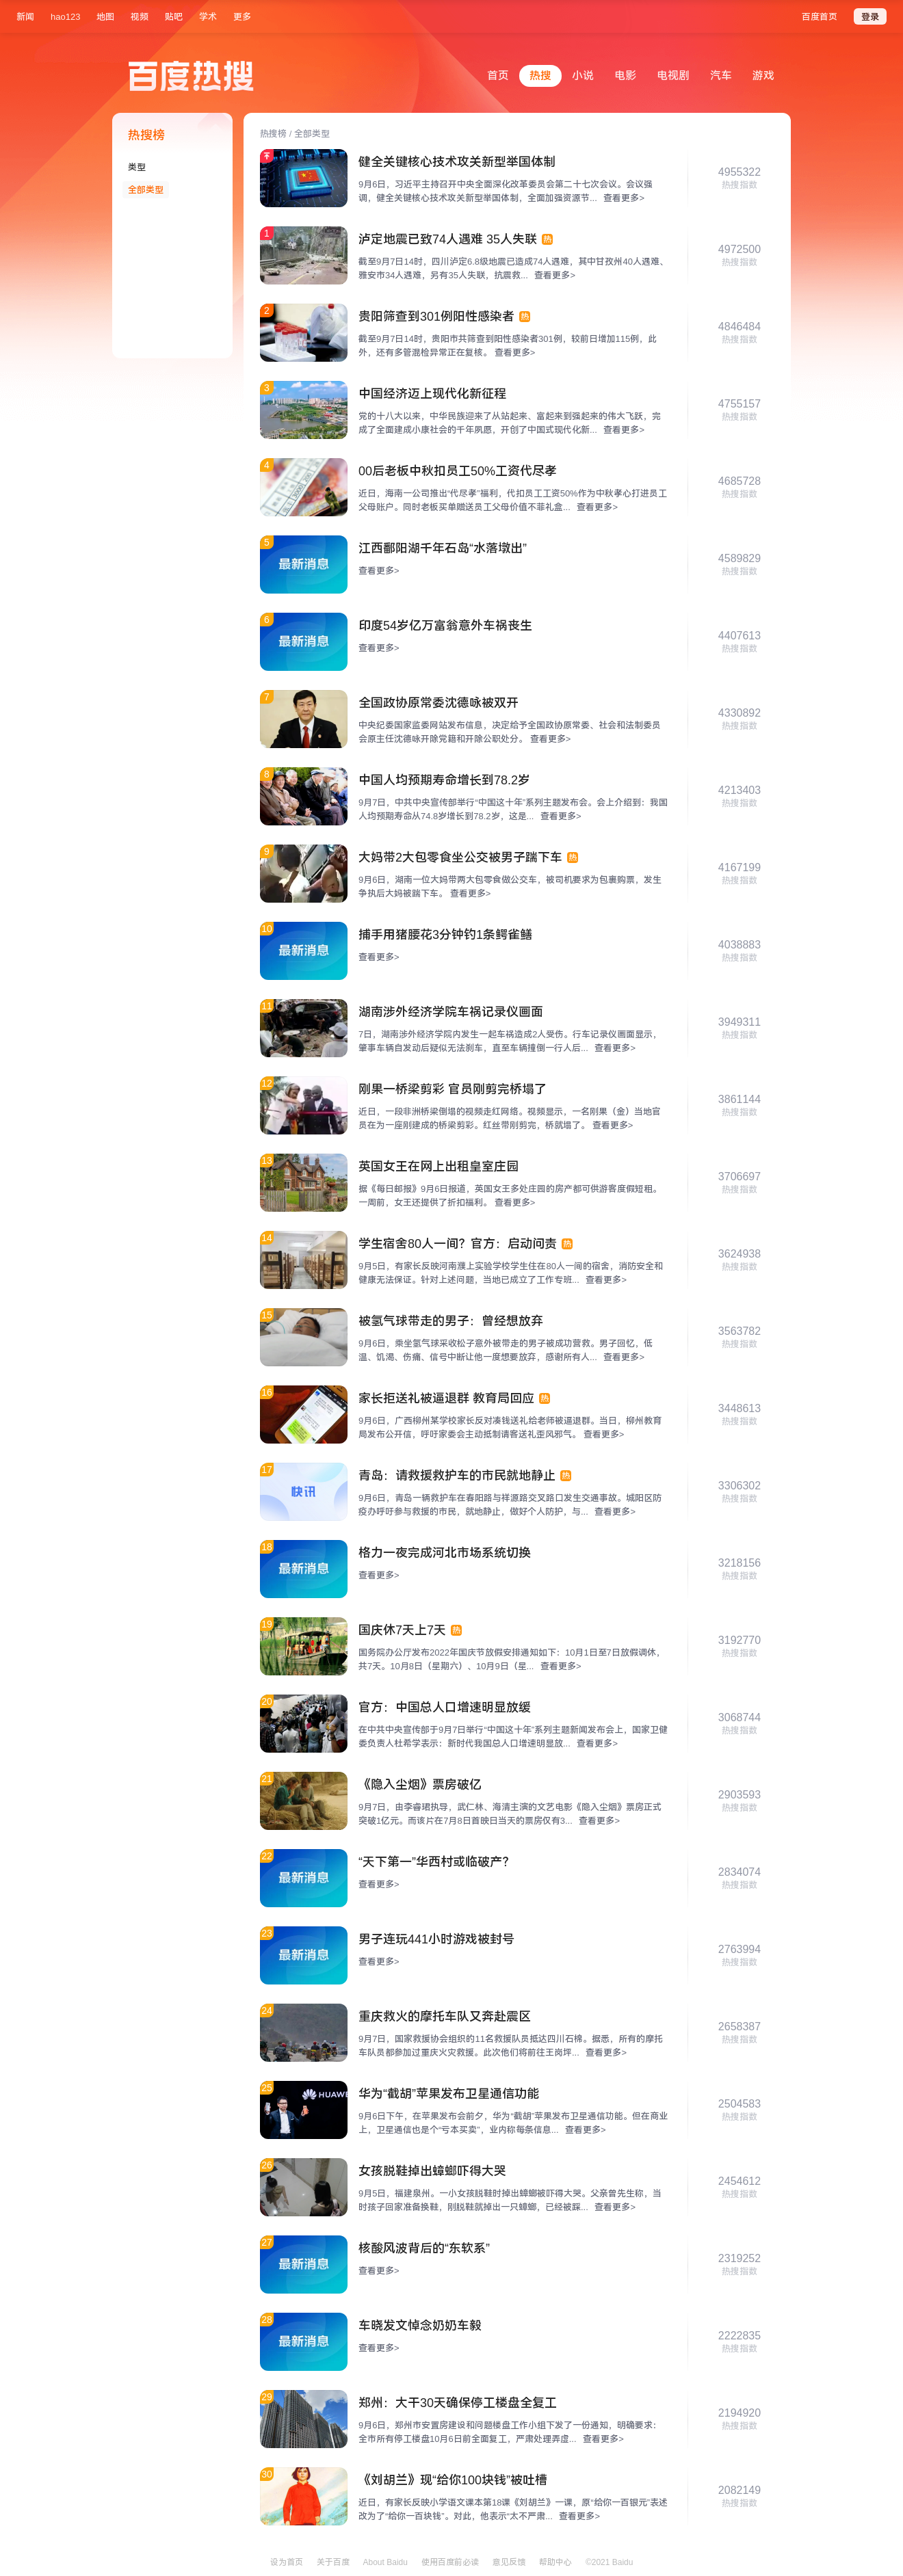 新闻 hao123 地图 视频 贴吧 学术 更多 百度首页 登录
百度热搜
首页 热搜 小说 电影 电视剧 汽车 游戏
热搜榜
类型
全部类型
热搜榜 / 全部类型
健全关键核心技术攻关新型举国体制
9月6日，习近平主持召开中央全面深化改革委员会第二十七次会议。会议强
调，健全关键核心技术攻关新型举国体制，全面加强资源节... 查看更多>
4955322
热搜指数
1
泸定地震已致74人遇难 35人失联 热
截至9月7日14时，四川泸定6.8级地震已造成74人遇难，其中甘孜州40人遇难、
雅安市34人遇难，另有35人失联，抗震救... 查看更多>
4972500
热搜指数
2
贵阳筛查到301例阳性感染者 热
截至9月7日14时，贵阳市共筛查到阳性感染者301例，较前日增加115例，此
外，还有多管混检异常正在复核。 查看更多>
4846484
热搜指数
3
中国经济迈上现代化新征程
党的十八大以来，中华民族迎来了从站起来、富起来到强起来的伟大飞跃，完
成了全面建成小康社会的千年夙愿，开创了中国式现代化新... 查看更多>
4755157
热搜指数
4
00后老板中秋扣员工50%工资代尽孝
近日，海南一公司推出“代尽孝”福利，代扣员工工资50%作为中秋孝心打进员工
父母账户。同时老板买单赠送员工父母价值不菲礼盒... 查看更多>
4685728
热搜指数
5
最新消息
江西鄱阳湖千年石岛“水落墩出”
查看更多>
4589829
热搜指数
6
最新消息
印度54岁亿万富翁意外车祸丧生
查看更多>
4407613
热搜指数
7
全国政协原常委沈德咏被双开
中央纪委国家监委网站发布信息，决定给予全国政协原常委、社会和法制委员
会原主任沈德咏开除党籍和开除公职处分。 查看更多>
4330892
热搜指数
8
中国人均预期寿命增长到78.2岁
9月7日，中共中央宣传部举行“中国这十年”系列主题发布会。会上介绍到：我国
人均预期寿命从74.8岁增长到78.2岁，这是... 查看更多>
4213403
热搜指数
9
大妈带2大包零食坐公交被男子踹下车 热
9月6日，湖南一位大妈带两大包零食做公交车，被司机要求为包裹购票，发生
争执后大妈被踹下车。 查看更多>
4167199
热搜指数
10
最新消息
捕手用猪腰花3分钟钓1条鳄雀鳝
查看更多>
4038883
热搜指数
11
湖南涉外经济学院车祸记录仪画面
7日，湖南涉外经济学院内发生一起车祸造成2人受伤。行车记录仪画面显示，
肇事车辆自发动后疑似无法刹车，直至车辆撞倒一行人后... 查看更多>
3949311
热搜指数
12
刚果一桥梁剪彩 官员刚剪完桥塌了
近日，一段非洲桥梁倒塌的视频走红网络。视频显示，一名刚果（金）当地官
员在为一座刚建成的桥梁剪彩。红丝带刚剪完，桥就塌了。 查看更多>
3861144
热搜指数
13
英国女王在网上出租皇室庄园
据《每日邮报》9月6日报道，英国女王多处庄园的房产都可供游客度假短租。
一周前，女王还提供了折扣福利。 查看更多>
3706697
热搜指数
14
学生宿舍80人一间？官方：启动问责 热
9月5日，有家长反映河南濮上实验学校学生住在80人一间的宿舍，消防安全和
健康无法保证。针对上述问题，当地已成立了工作专班... 查看更多>
3624938
热搜指数
15
被氢气球带走的男子：曾经想放弃
9月6日，乘坐氢气球采收松子意外被带走的男子被成功营救。男子回忆，低
温、饥渴、伤痛、信号中断让他一度想要放弃，感谢所有人... 查看更多>
3563782
热搜指数
16
家长拒送礼被逼退群 教育局回应 热
9月6日，广西柳州某学校家长反对凑钱送礼给老师被逼退群。当日，柳州教育
局发布公开信，呼吁家委会主动抵制请客送礼歪风邪气。 查看更多>
3448613
热搜指数
17
快讯
青岛：请救援救护车的市民就地静止 热
9月6日，青岛一辆救护车在春阳路与祥源路交叉路口发生交通事故。城阳区防
疫办呼吁参与救援的市民，就地静止，做好个人防护，与... 查看更多>
3306302
热搜指数
18
最新消息
格力一夜完成河北市场系统切换
查看更多>
3218156
热搜指数
19
国庆休7天上7天 热
国务院办公厅发布2022年国庆节放假安排通知如下：10月1日至7日放假调休，
共7天。10月8日（星期六）、10月9日（星... 查看更多>
3192770
热搜指数
20
官方：中国总人口增速明显放缓
在中共中央宣传部于9月7日举行“中国这十年”系列主题新闻发布会上，国家卫健
委负责人杜希学表示：新时代我国总人口增速明显放... 查看更多>
3068744
热搜指数
21
《隐入尘烟》票房破亿
9月7日，由李睿珺执导，武仁林、海清主演的文艺电影《隐入尘烟》票房正式
突破1亿元。而该片在7月8日首映日当天的票房仅有3... 查看更多>
2903593
热搜指数
22
最新消息
“天下第一”华西村或临破产？
查看更多>
2834074
热搜指数
23
最新消息
男子连玩441小时游戏被封号
查看更多>
2763994
热搜指数
24
重庆救火的摩托车队又奔赴震区
9月7日，国家救援协会组织的11名救援队员抵达四川石棉。据悉，所有的摩托
车队员都参加过重庆火灾救援。此次他们将前往王岗坪... 查看更多>
2658387
热搜指数
25
HUAWE
华为“截胡”苹果发布卫星通信功能
9月6日下午，在苹果发布会前夕，华为“截胡”苹果发布卫星通信功能。但在商业
上，卫星通信也是个“亏本买卖”，业内称每条信息... 查看更多>
2504583
热搜指数
26
女孩脱鞋掉出蟑螂吓得大哭
9月5日，福建泉州。一小女孩脱鞋时掉出蟑螂被吓得大哭。父亲曾先生称，当
时孩子回家准备换鞋，刚脱鞋就掉出一只蟑螂，已经被踩... 查看更多>
2454612
热搜指数
27
最新消息
核酸风波背后的“东软系”
查看更多>
2319252
热搜指数
28
最新消息
车晓发文悼念奶奶车毅
查看更多>
2222835
热搜指数
29
郑州：大干30天确保停工楼盘全复工
9月6日，郑州市安置房建设和问题楼盘工作小组下发了一份通知，明确要求：
全市所有停工楼盘10月6日前全面复工，严肃处理弄虚... 查看更多>
2194920
热搜指数
30
《刘胡兰》现“给你100块钱”被吐槽
近日，有家长反映小学语文课本第18课《刘胡兰》一课，原“给你一百银元”表述
改为了“给你一百块钱”。对此，他表示“太不严肃... 查看更多>
2082149
热搜指数
设为首页 关于百度 About Baidu 使用百度前必读 意见反馈 帮助中心 ©2021 Baidu